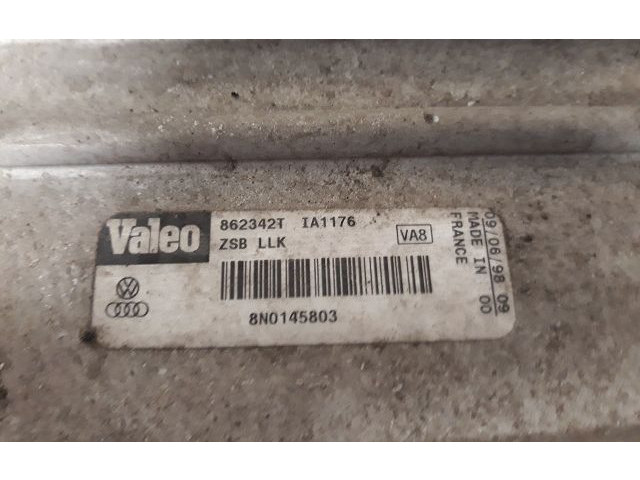 Valeo
862342T IA1176
ZSB LLK
VA8
8N0145803
09/06/98 09
MADE IN 00
FRANCE